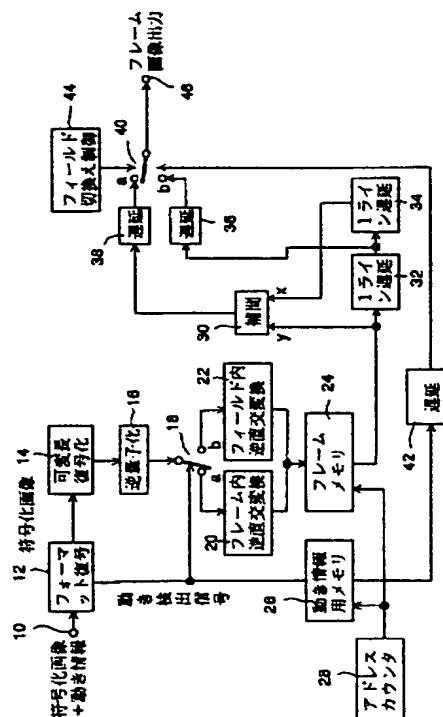 10
符号化画像
+動き情報
12
フォーマ
ット復号
符号化画像
14
可変長
復号化
16
逆量子化
18
a
b
20
フレーム内
逆直交変換
22
フィールド内
逆直交変換
動き検出信号
24
フレーム
メモリ
26
動き情報
用メモリ
28
アドレス
カウンタ
30
補間
x
y
32
1ライン遅延
34
1ライン遅延
36
遅延
38
遅延
40
a
b
42
遅延
44
フィールド
切換え制御
46
フレーム
画像出力